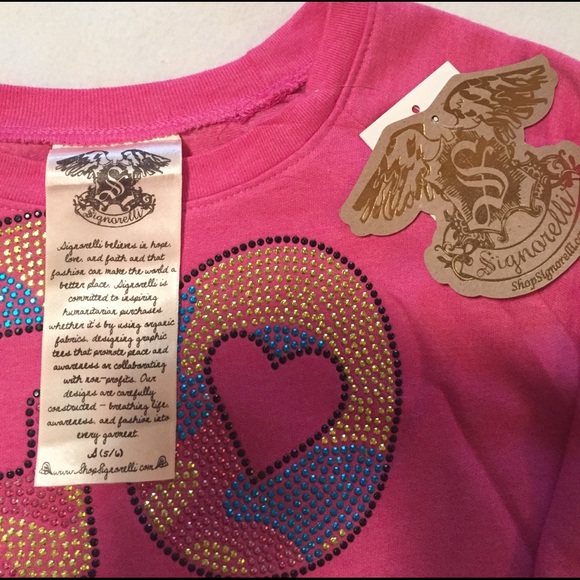 S
Signorelli
Signorelli believes in hope,
love, and faith and that
fashion can make the world a
better place. Signorelli is
committed to inspiring
humanitarian purchases
whether it's by using organic
fabrics, designing graphic
tees that promote peace and
awareness or collaborating
with non-profits. Our
designs are carefully
constructed - breathing life,
awareness, and fashion into
every garment.
S (5/6)
www.ShopSignorelli.com
S
Signorelli
ShopSignorelli